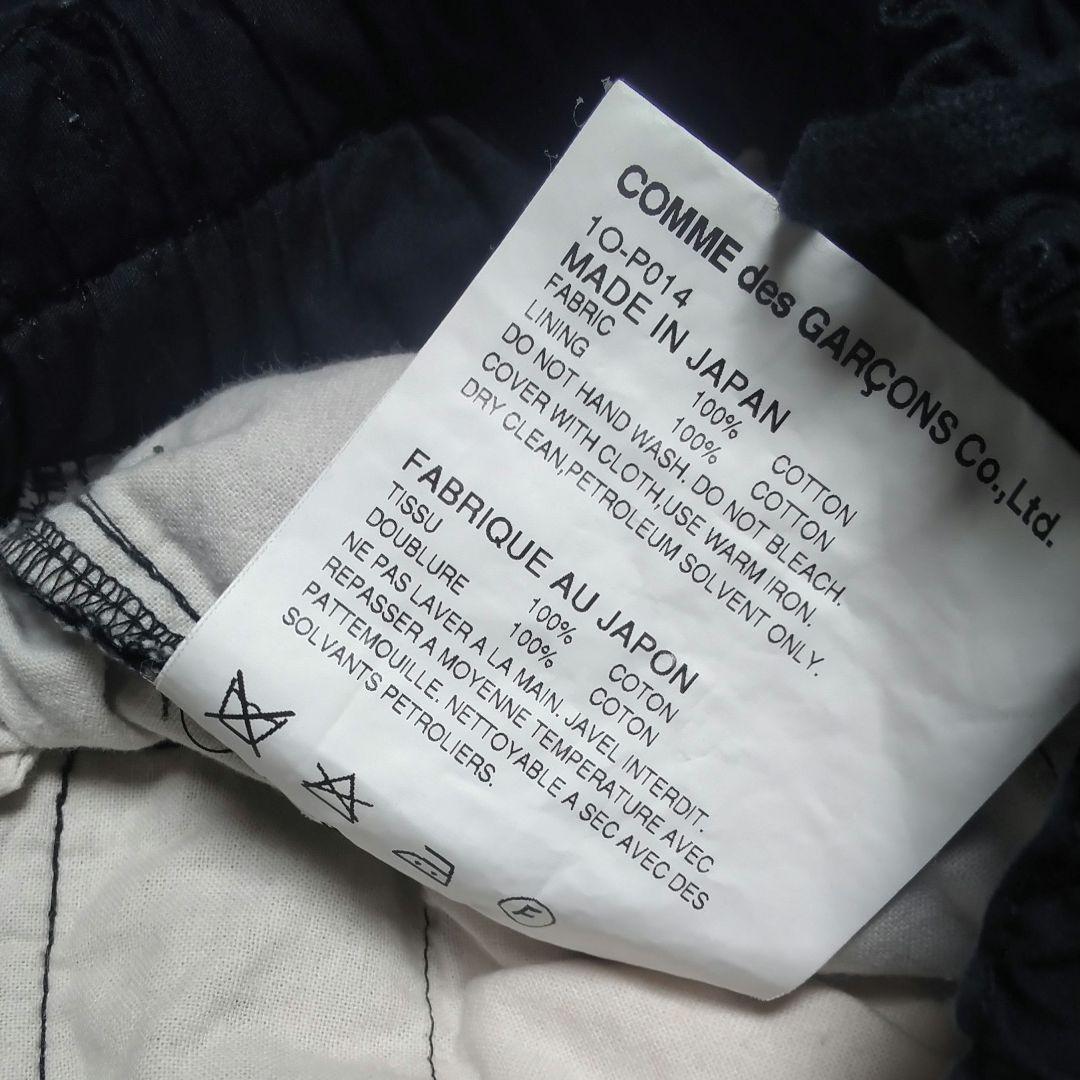 COMME des GARÇONS Co.,Ltd.
1O-P014
MADE IN JAPAN
FABRIC 100% COTTON
LINING 100% COTTON
DO NOT HAND WASH. DO NOT BLEACH.
COVER WITH CLOTH,USE WARM IRON.
DRY CLEAN,PETROLEUM SOLVENT ONLY.
FABRIQUE AU JAPON
TISSU 100% COTON
DOUBLURE 100% COTON
NE PAS LAVER A LA MAIN. JAVEL INTERDIT.
REPASSER A MOYENNE TEMPERATURE AVEC
PATTEMOUILLE. NETTOYABLE A SEC AVEC DES
SOLVANTS PETROLIERS.
F